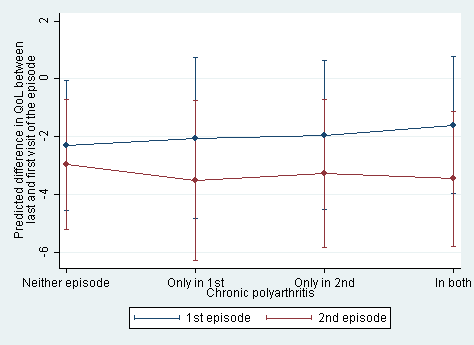 Predicted difference in QoL between
last and first visit of the episode
2
0
-2
-4
-6
Neither episode
Only in 1st
Only in 2nd
In both
Chronic polyarthritis
1st episode
2nd episode